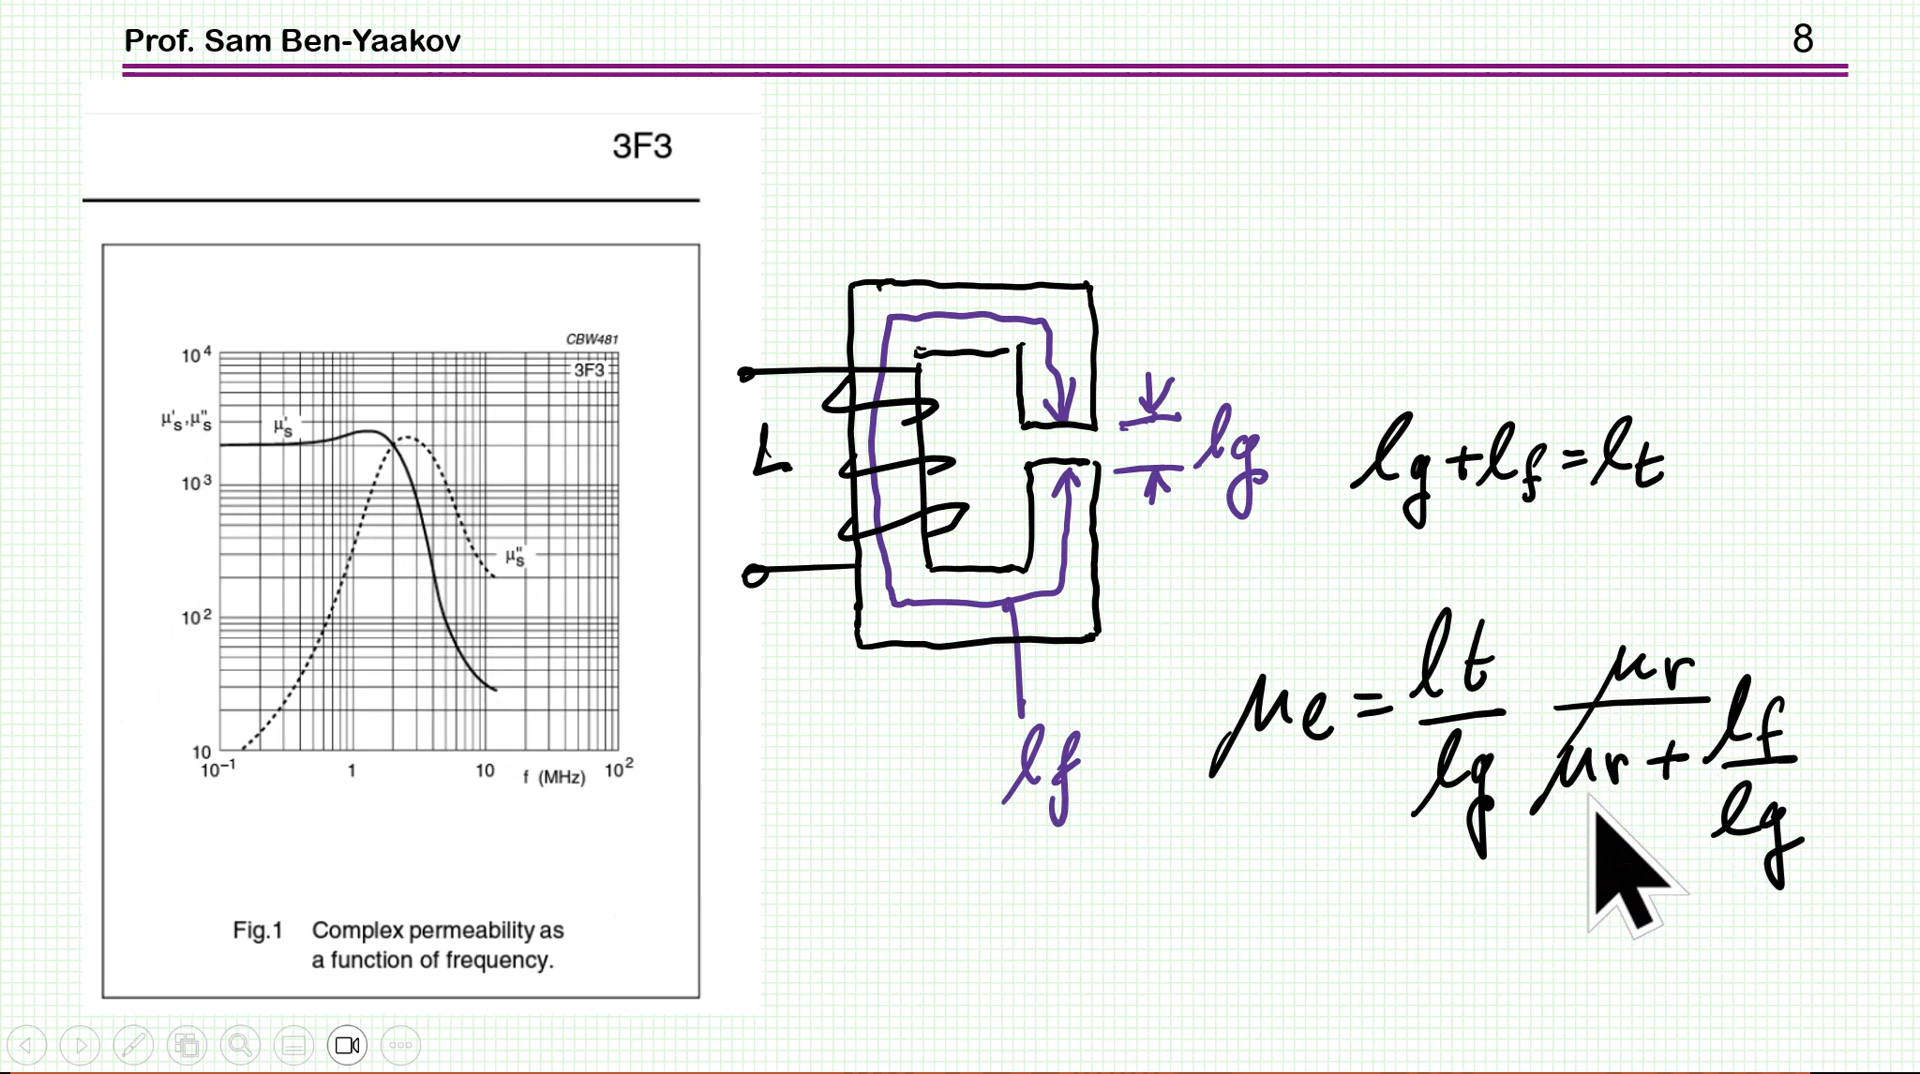 Prof. Sam Ben-Yaakov
8
3F3
CBW481
3F3
10⁴
μ's, μ"s
μ's
10³
μ"s
10²
10
10⁻¹
1
10
f (MHz)
10²
Fig.1 Complex permeability as
a function of frequency.
L
lg
lf
lg + lf = lt
μe = lt/lg μr/(μr + lf/lg)